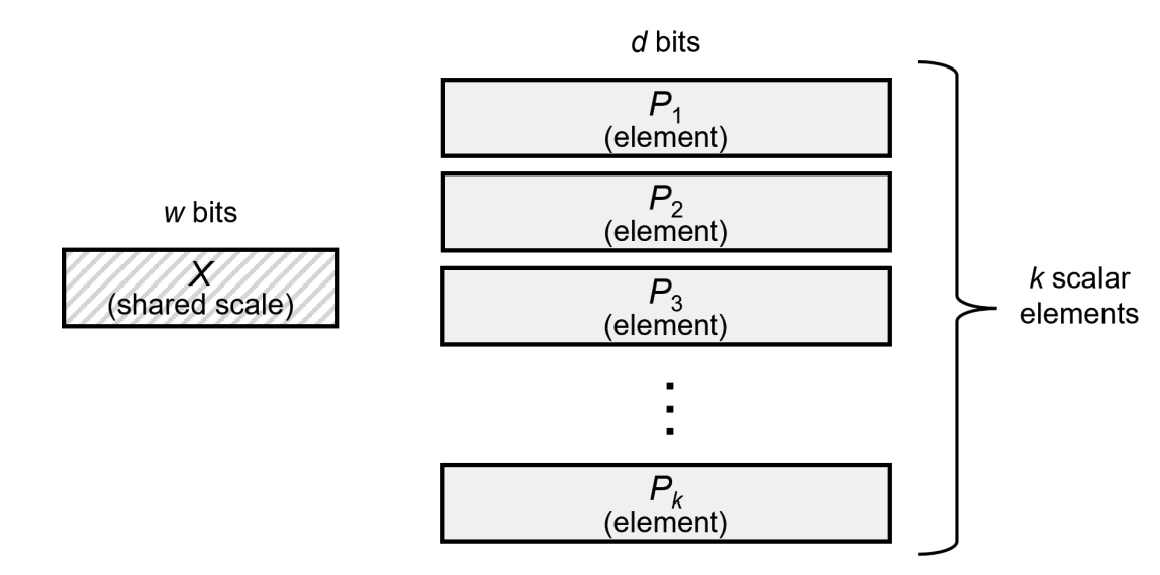 d bits
P₁
(element)
P₂
(element)
w bits
X
(shared scale)
P₃
(element)
k scalar
elements
⋮
Pₖ
(element)